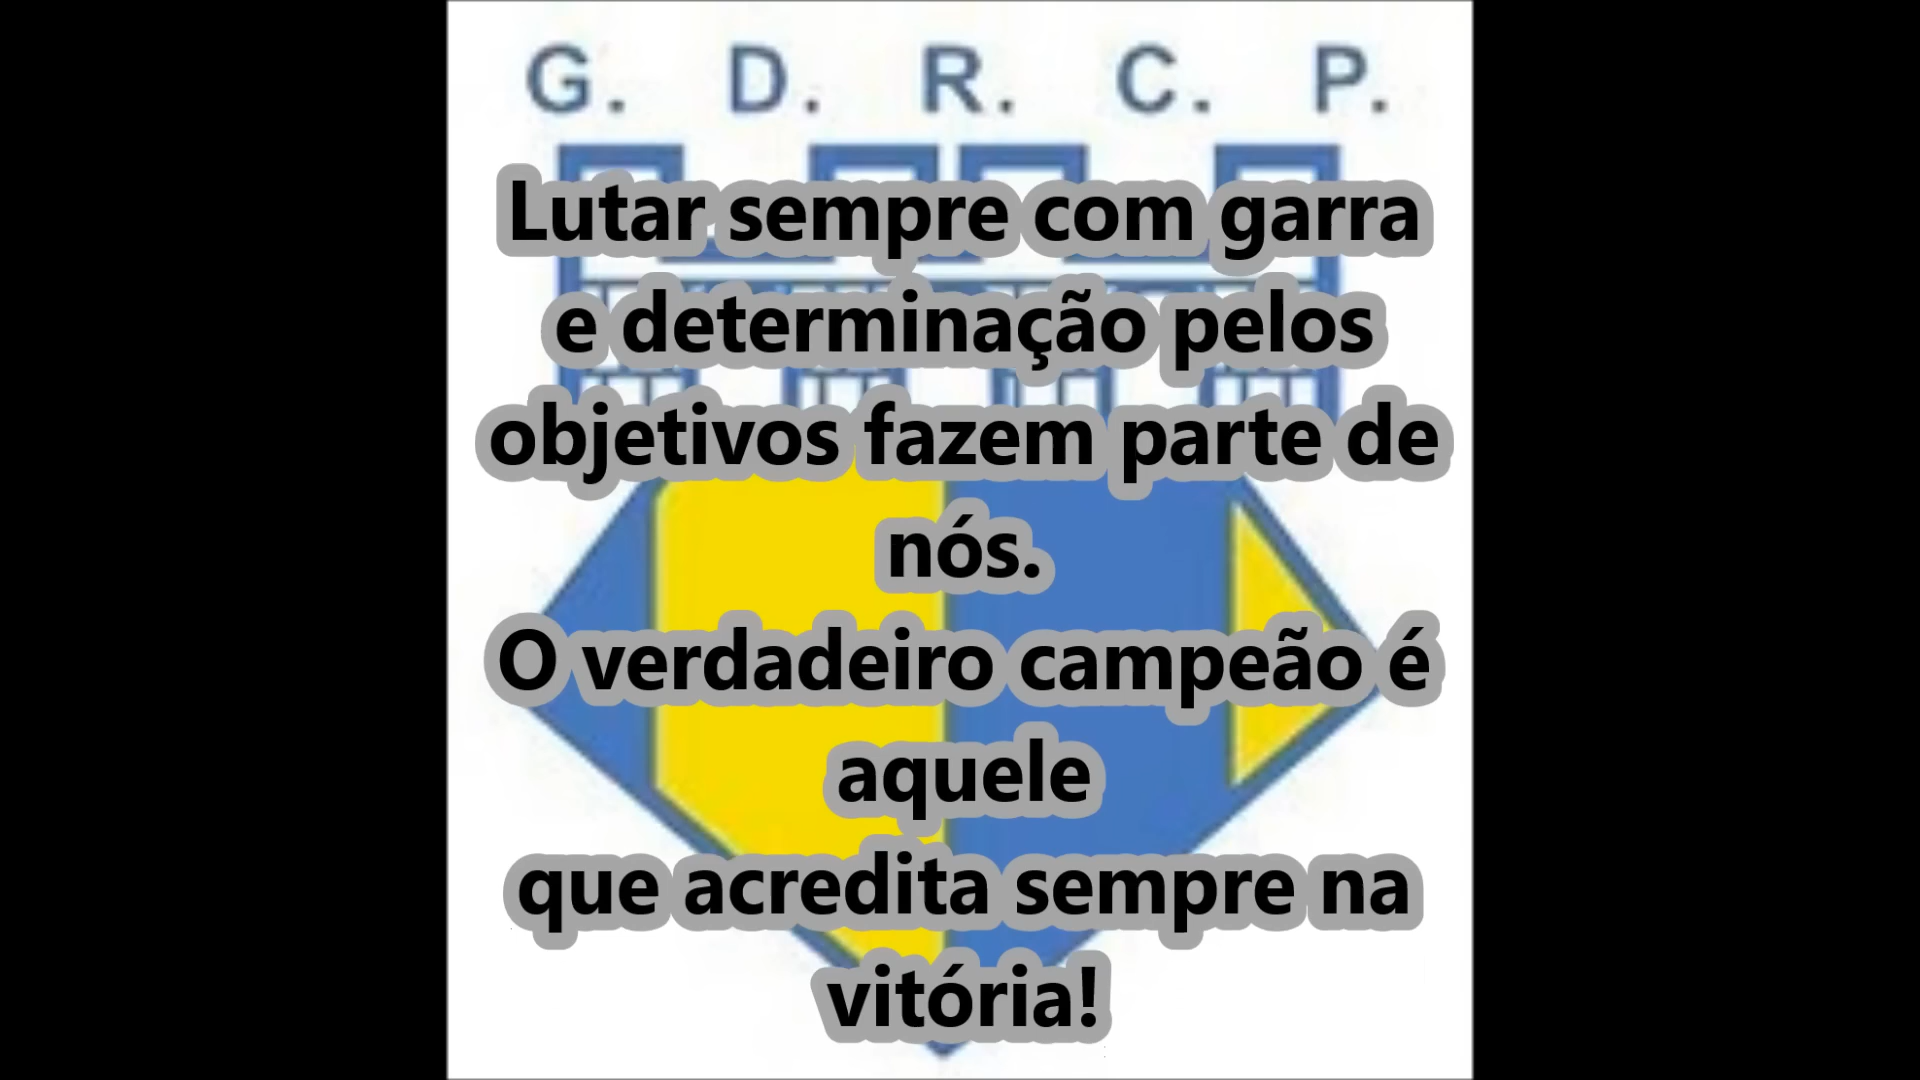 G. D. R. C. P.
Lutar sempre com garra
e determinação pelos
objetivos fazem parte de
nós.
O verdadeiro campeão é
aquele
que acredita sempre na
vitória!